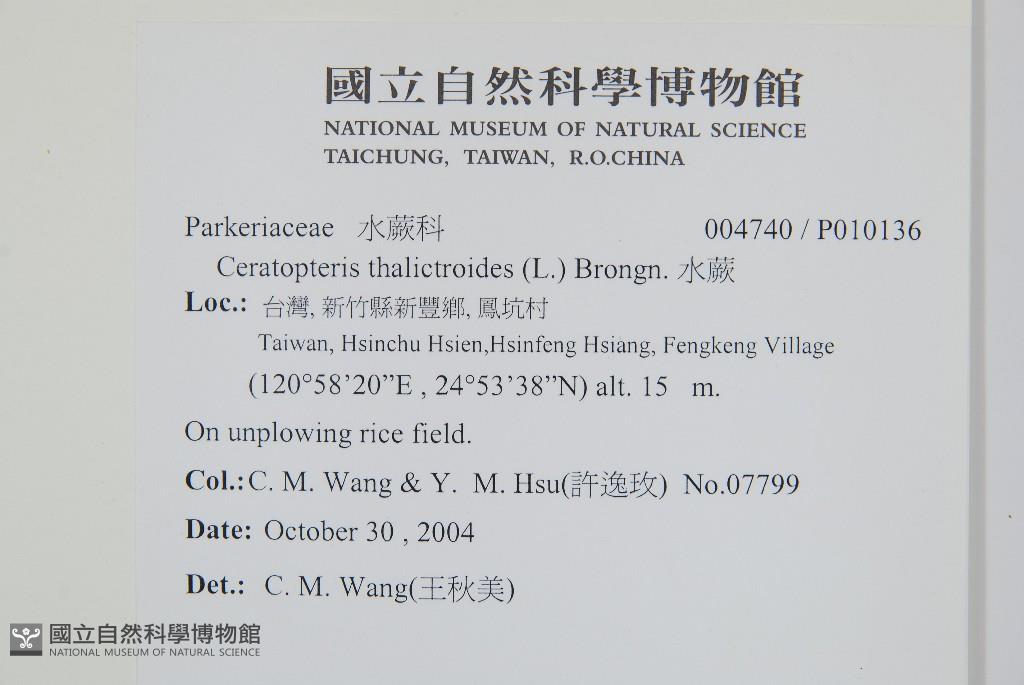 國立自然科學博物館
NATIONAL MUSEUM OF NATURAL SCIENCE
TAICHUNG, TAIWAN, R.O.CHINA
Parkeriaceae 水蕨科 004740 / P010136
Ceratopteris thalictroides (L.) Brongn. 水蕨
Loc.: 台灣, 新竹縣新豐鄉, 鳳坑村
Taiwan, Hsinchu Hsien,Hsinfeng Hsiang, Fengkeng Village
(120°58’20”E , 24°53’38”N) alt. 15 m.
On unplowing rice field.
Col.: C. M. Wang & Y. M. Hsu(許逸玫) No.07799
Date: October 30 , 2004
Det.: C. M. Wang(王秋美)
國立自然科學博物館
NATIONAL MUSEUM OF NATURAL SCIENCE